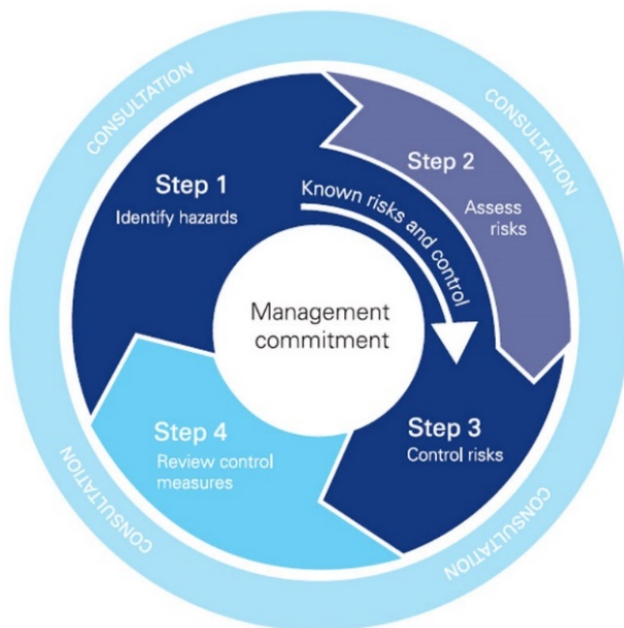 CONSULTATION
CONSULTATION
Step 1
Identify hazards
Step 2
Assess
risks
Known risks and control
Management
commitment
Step 3
Control risks
Step 4
Review control
measures
CONSULTATION
CONSULTATION